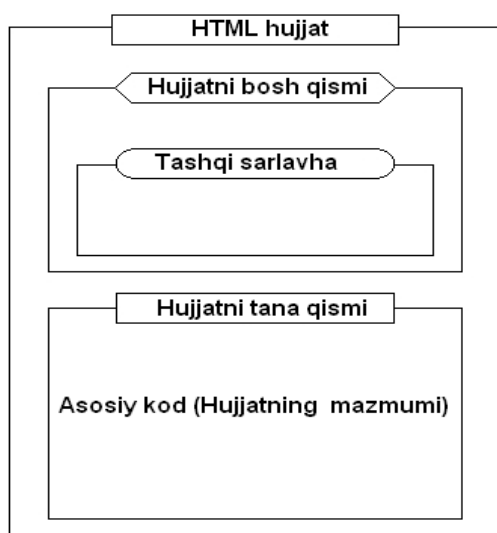 HTML hujjat
Hujjatni bosh qismi
Tashqi sarlavha
Hujjatni tana qismi
Asosiy kod (Hujjatning mazmumi)